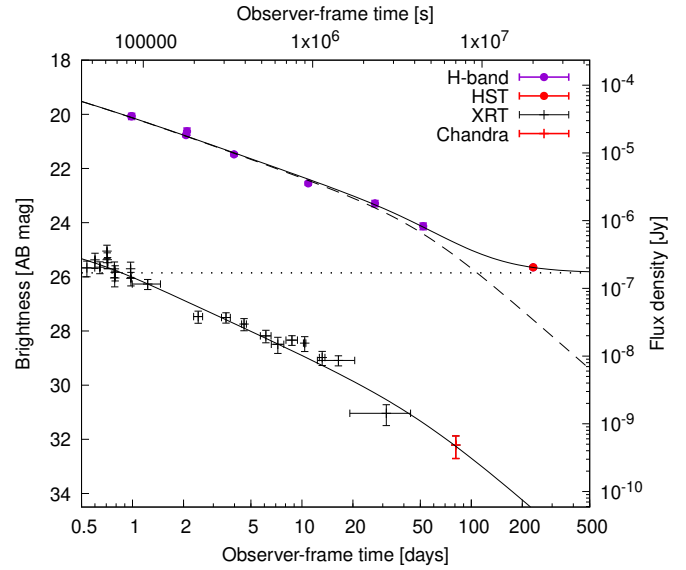 Observer-frame time [s]
100000 1x10^6 1x10^7
18
20
22
24
26
28
30
32
34
Brightness [AB mag]
H-band
HST
XRT
Chandra
10^-4
10^-5
10^-6
10^-7
10^-8
10^-9
10^-10
Flux density [Jy]
0.5 1 2 5 10 20 50 100 200 500
Observer-frame time [days]